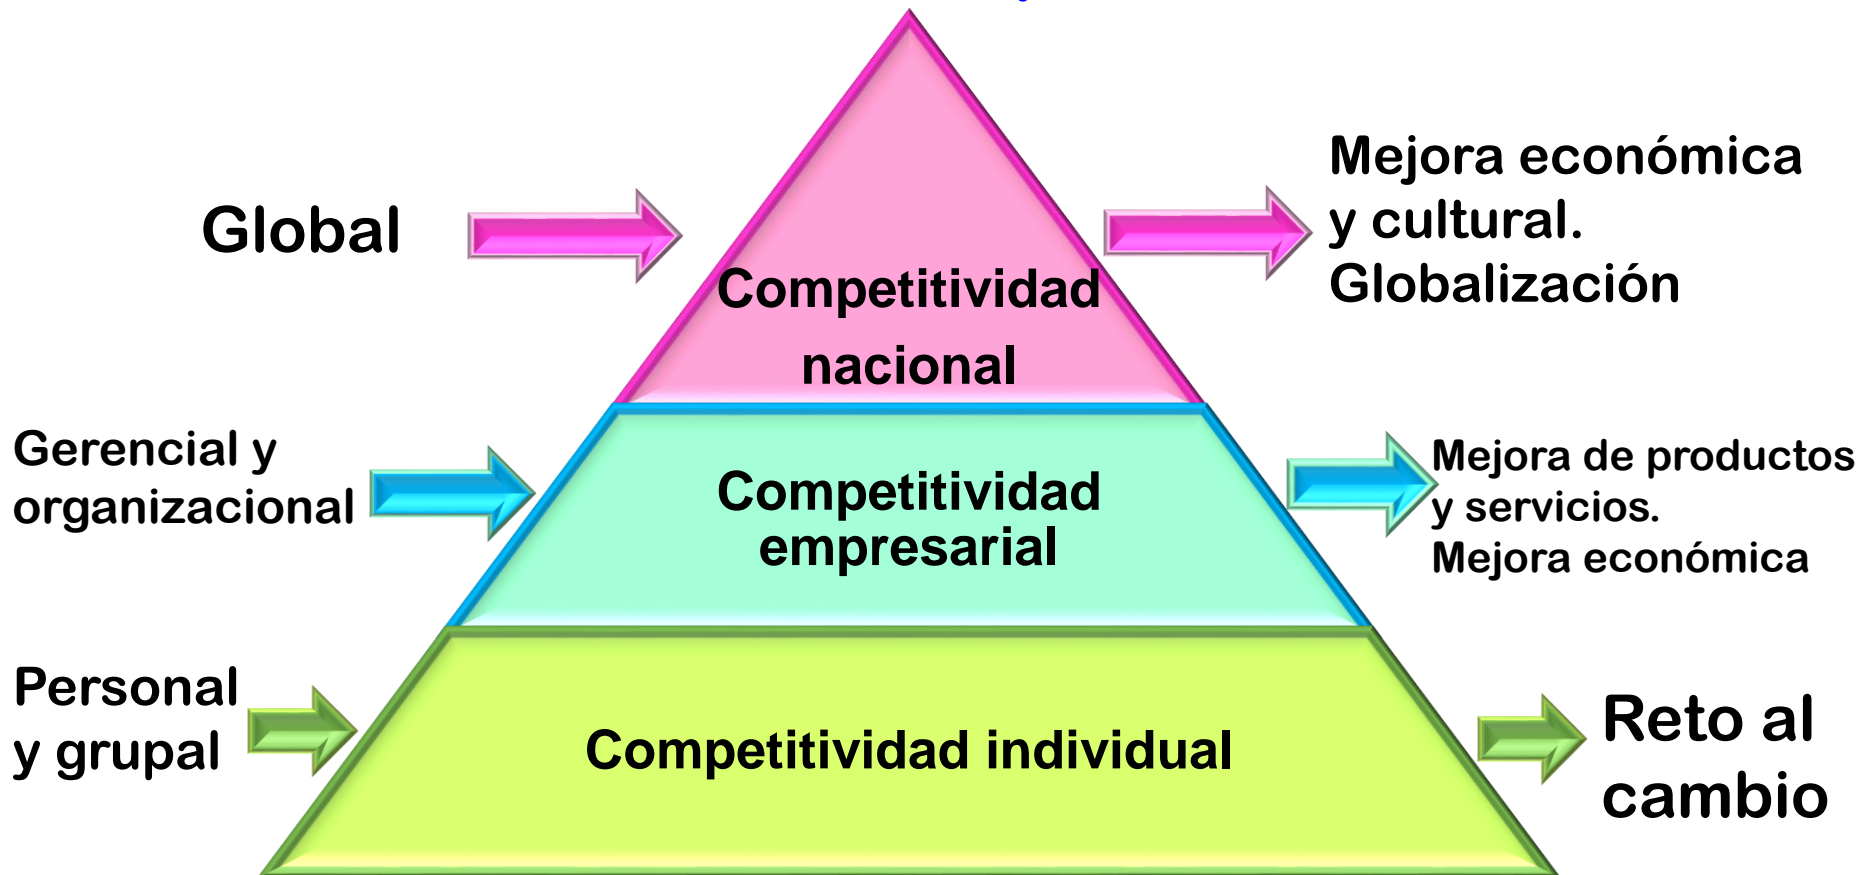 Global
Competitividad
nacional
Mejora económica
y cultural.
Globalización
Gerencial y
organizacional
Competitividad
empresarial
Mejora de productos
y servicios.
Mejora económica
Personal
y grupal
Competitividad individual
Reto al
cambio